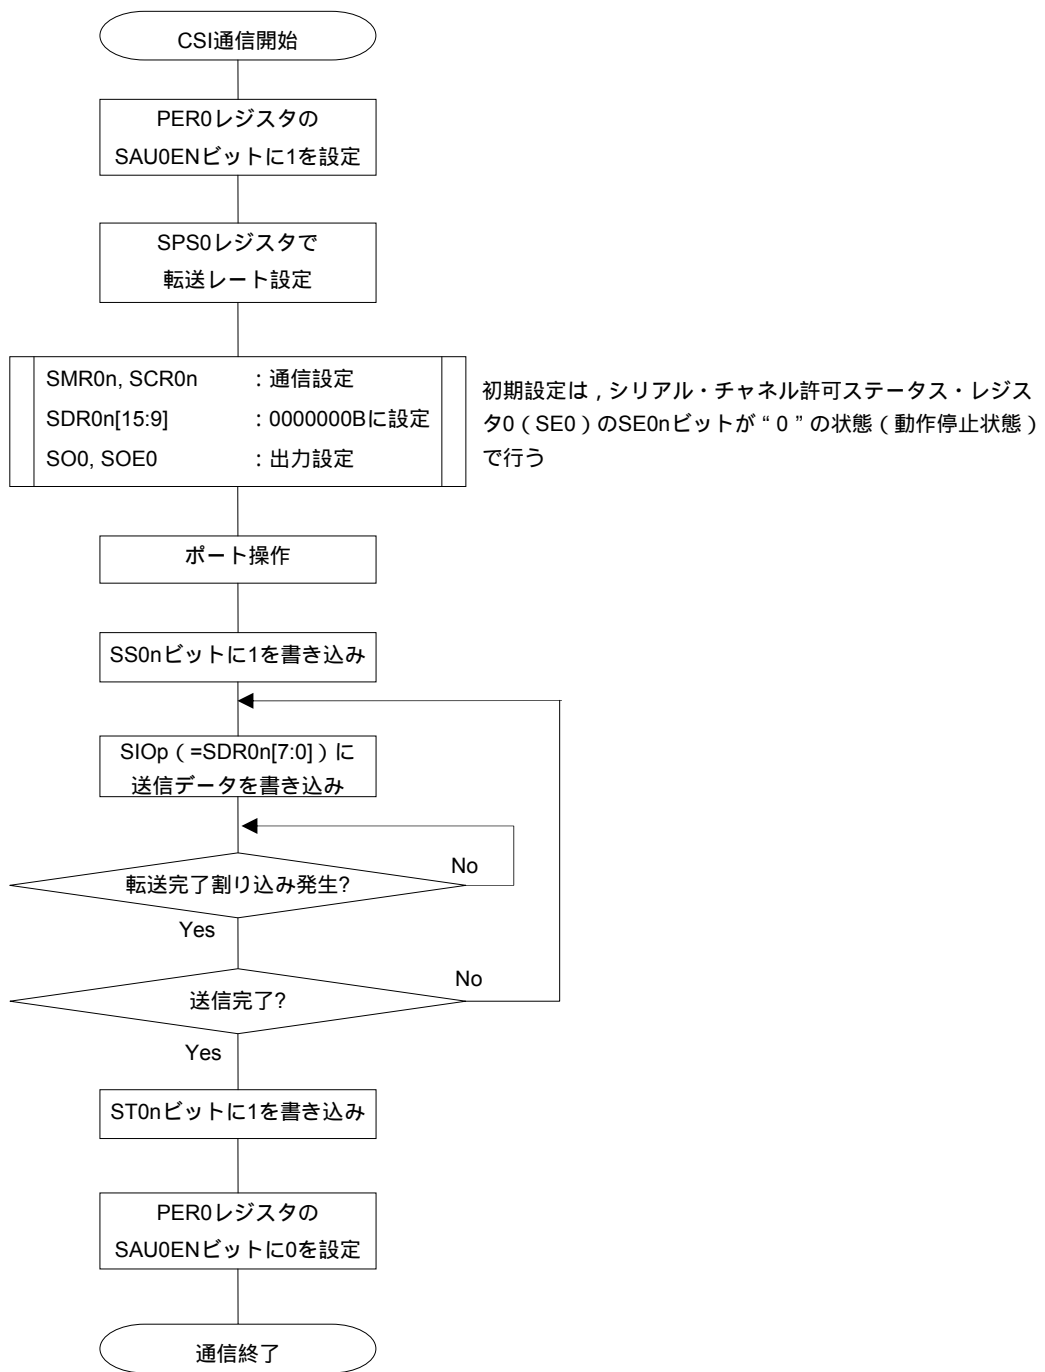 CSI通信開始
PER0レジスタの
SAU0ENビットに1を設定
SPS0レジスタで
転送レート設定
SMR0n, SCR0n ：通信設定
SDR0n[15:9] ：0000000Bに設定
SO0, SOE0 ：出力設定
初期設定は，シリアル・チャネル許可ステータス・レジス
タ0（SE0）のSE0nビットが“0”の状態（動作停止状態）
で行う
ポート操作
SS0nビットに1を書き込み
SIOp（=SDR0n[7:0]）に
送信データを書き込み
No
転送完了割り込み発生?
Yes
No
送信完了?
Yes
ST0nビットに1を書き込み
PER0レジスタの
SAU0ENビットに0を設定
通信終了